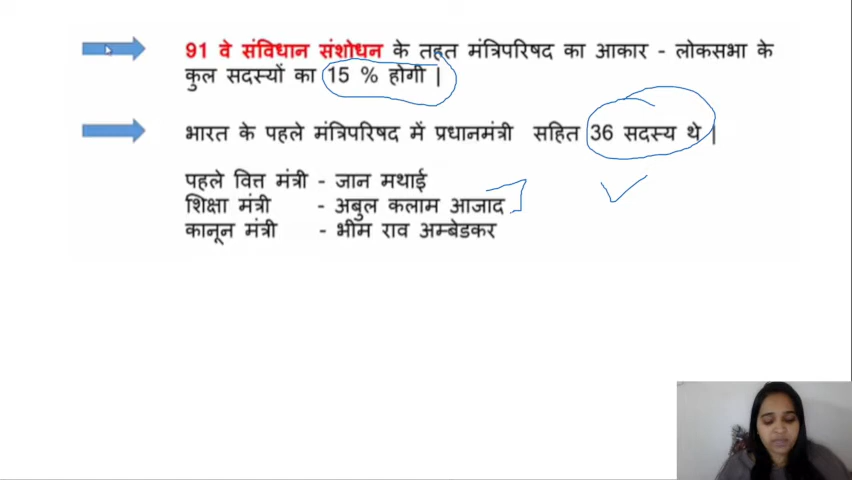 91 वे संविधान संशोधन के तहत मंत्रिपरिषद का आकार - लोकसभा के
कुल सदस्यों का 15 % होगी |
भारत के पहले मंत्रिपरिषद में प्रधानमंत्री सहित 36 सदस्य थे |
पहले वित्त मंत्री - जान मथाई
शिक्षा मंत्री - अबुल कलाम आजाद
कानून मंत्री - भीम राव अम्बेडकर